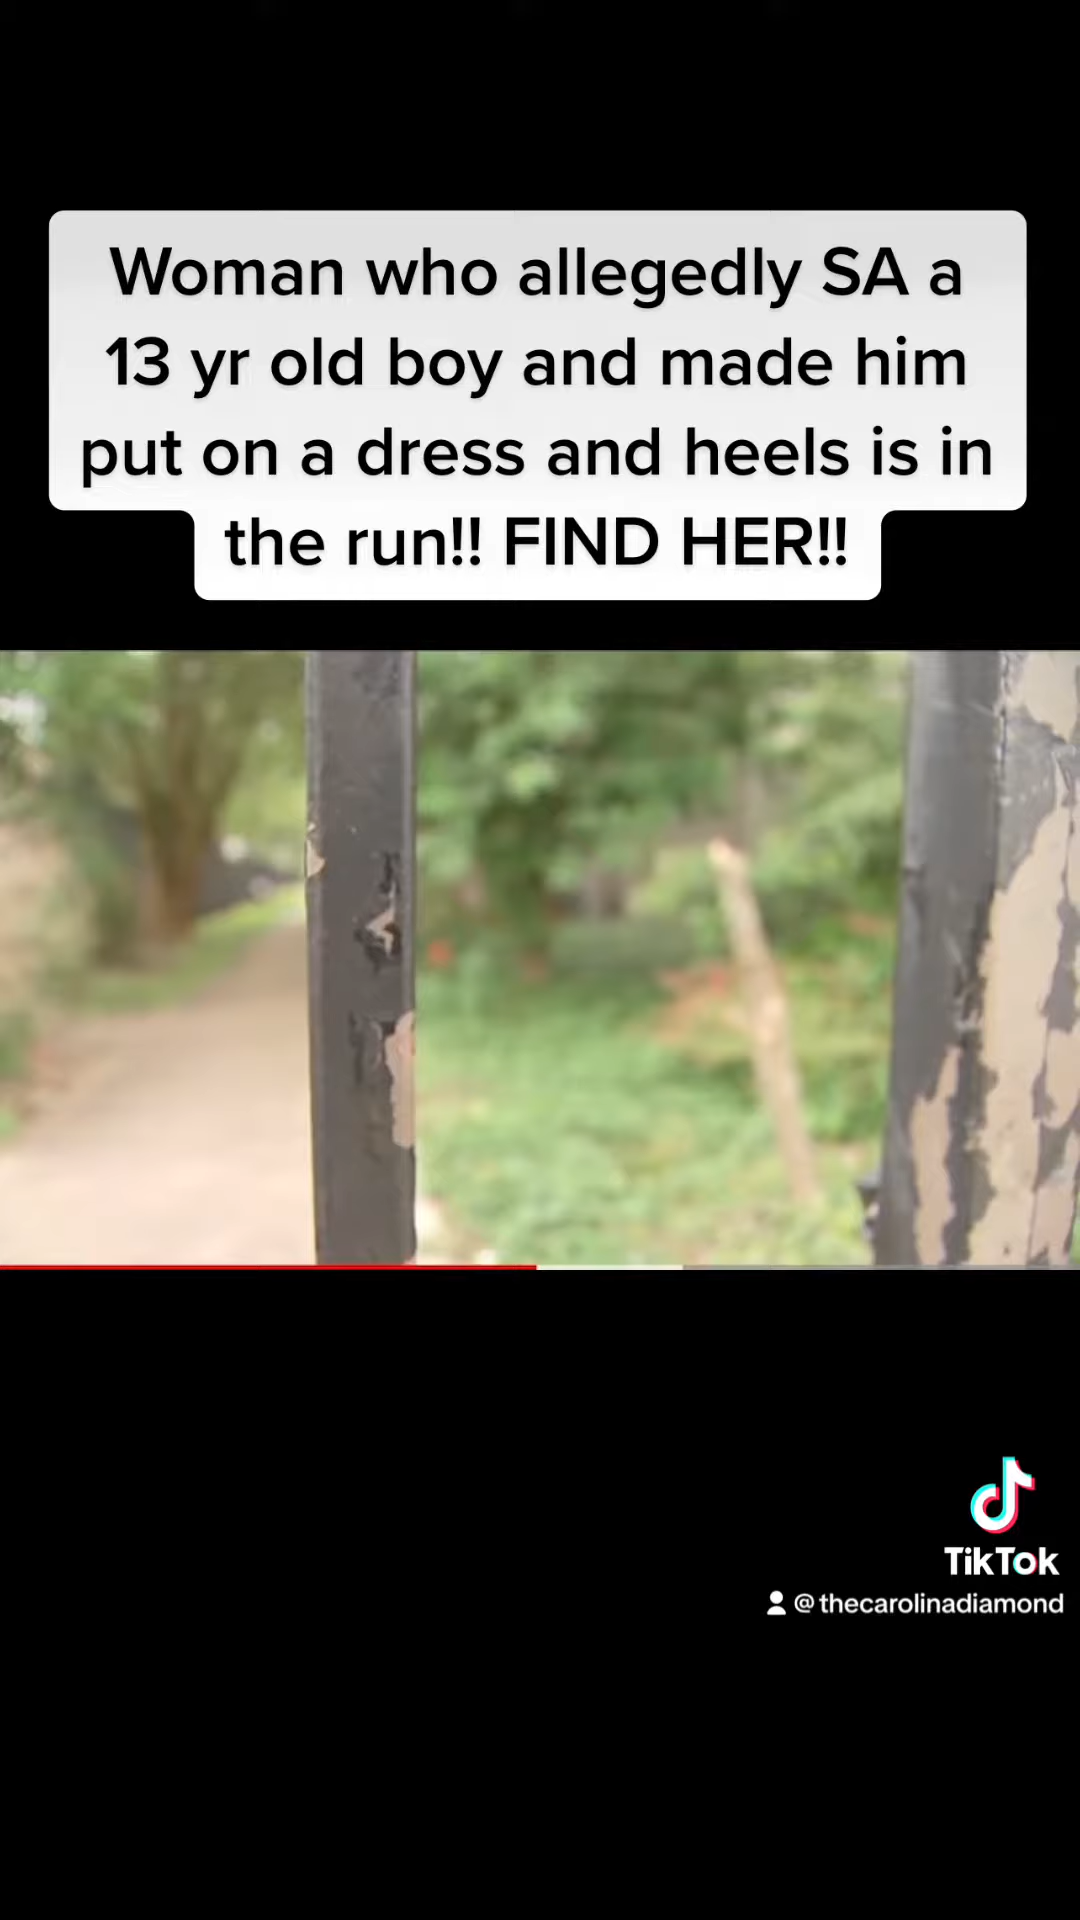 Woman who allegedly SA a
13 yr old boy and made him
put on a dress and heels is in
the run!! FIND HER!!
TikTok
@thecarolinadiamond